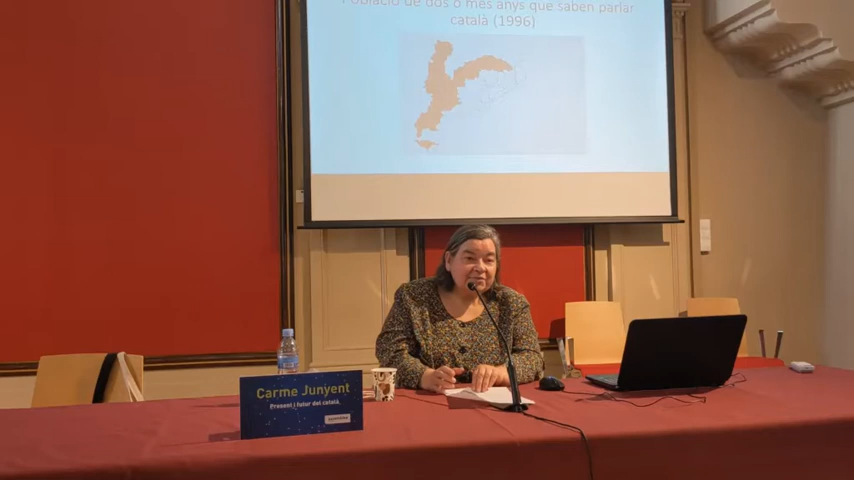 Població de dos o més anys que saben parlar
català (1996)
Carme Junyent
Present i futur del català